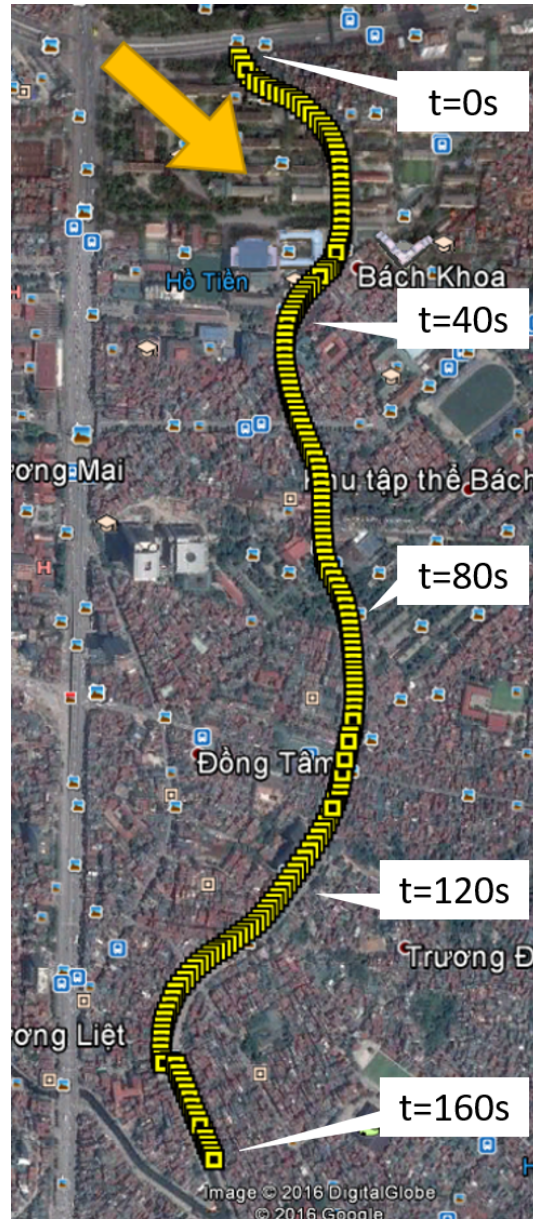 t=0s
Bách Khoa
Hồ Tiền
t=40s
ương Mai
Khu tập thể Bách
H
t=80s
Đồng Tâm
t=120s
Trương Đ
ương Liệt
t=160s
Image © 2016 DigitalGlobe
© 2016 Google